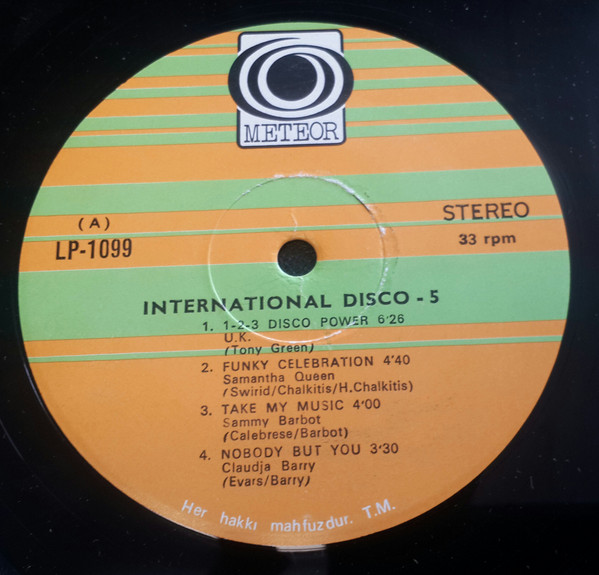 METEOR
(A)
LP-1099
STEREO
33 rpm
INTERNATIONAL DISCO - 5
1. 1-2-3 DISCO POWER 6'26
U.K.
(Tony Green)
2. FUNKY CELEBRATION 4'40
Samantha Queen
(Swirid/Chalkitis/H.Chalkitis)
3. TAKE MY MUSIC 4'00
Sammy Barbot
(Calebrese/Barbot)
4. NOBODY BUT YOU 3'30
Claudja Barry
(Evars/Barry)
Her hakkı mahfuzdur. T.M.